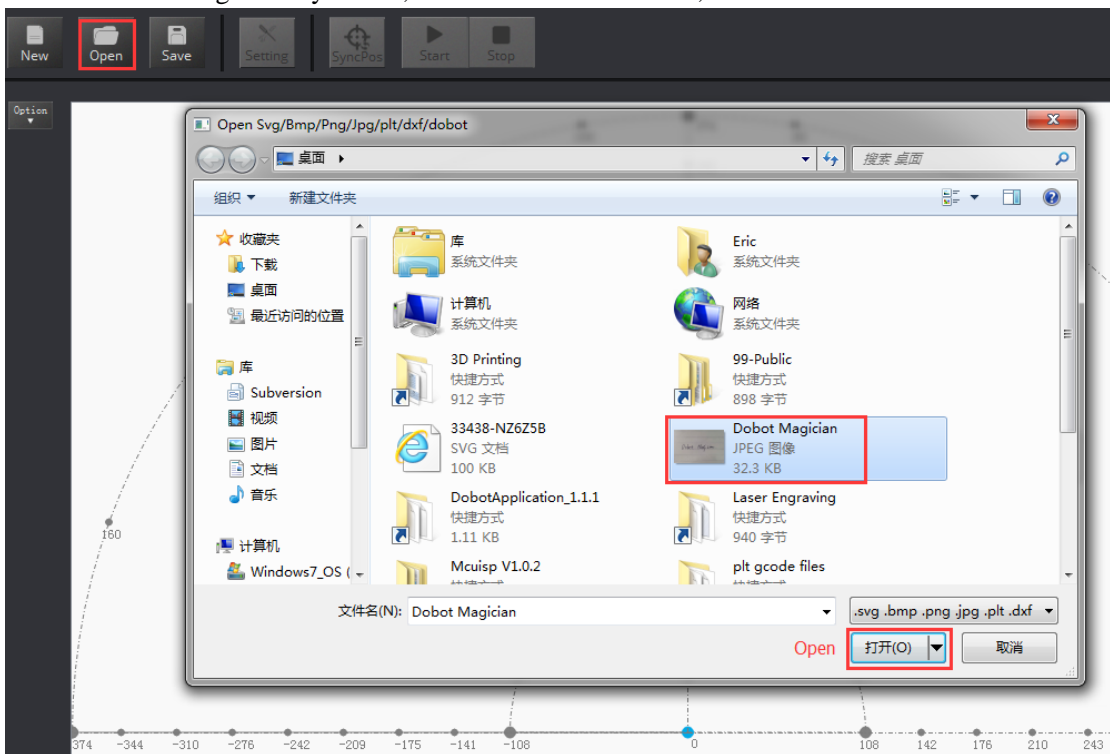 New Open Save Setting SyncPos Start Stop
Option
Open Svg/Bmp/Png/Jpg/plt/dxf/dobot
桌面
搜索 桌面
组织 新建文件夹
收藏夹
下载
桌面
最近访问的位置
库
Subversion
视频
图片
文档
音乐
计算机
Windows7_OS (
库
系统文件夹
Eric
系统文件夹
计算机
系统文件夹
网络
系统文件夹
3D Printing
快捷方式
912 字节
99-Public
快捷方式
898 字节
33438-NZ6Z5B
SVG 文档
100 KB
Dobot Magician
JPEG 图像
32.3 KB
DobotApplication_1.1.1
快捷方式
1.11 KB
Laser Engraving
快捷方式
940 字节
Mcuisp V1.0.2
plt gcode files
文件名(N): Dobot Magician
.svg .bmp .png .jpg .plt .dxf
Open 打开(O) 取消
160
374 -344 -310 -276 -242 -209 -175 -141 -108 0 108 142 176 210 243